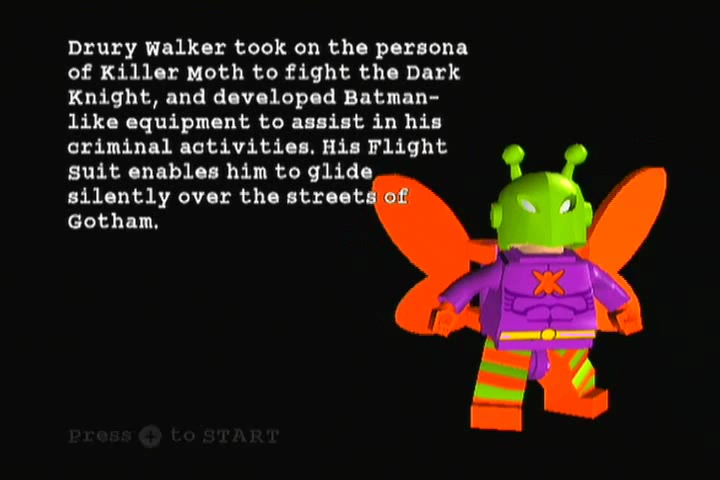 Drury Walker took on the persona
of Killer Moth to fight the Dark
Knight, and developed Batman-
like equipment to assist in his
criminal activities. His Flight
Suit enables him to glide
silently over the streets of
Gotham.
Press + to START